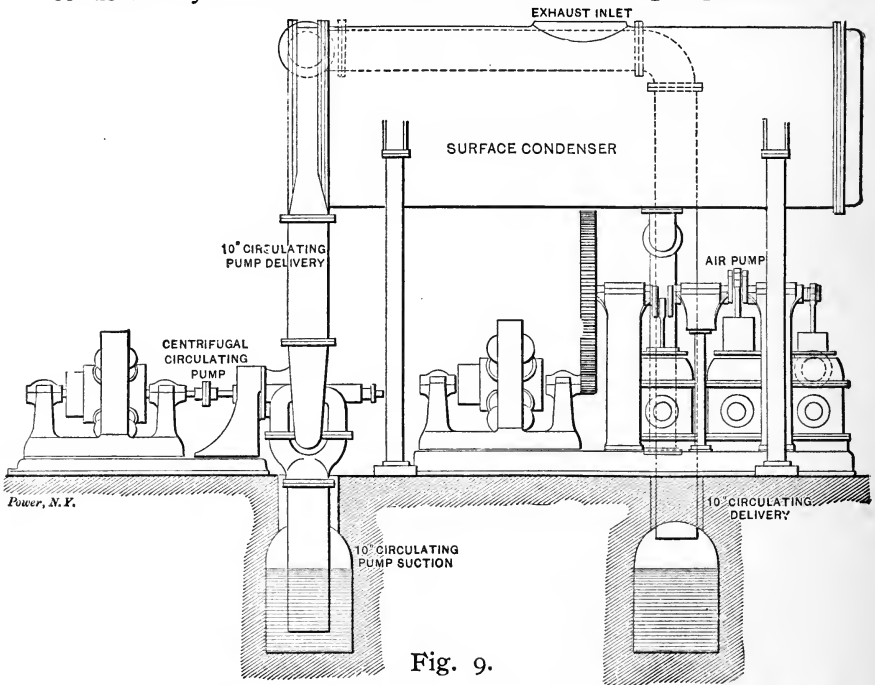 EXHAUST INLET
SURFACE CONDENSER
10" CIRCULATING
PUMP DELIVERY
AIR PUMP
CENTRIFUGAL
CIRCULATING
PUMP
Power, N.Y.
10" CIRCULATING
DELIVERY
10" CIRCULATING
PUMP SUCTION
Fig. 9.